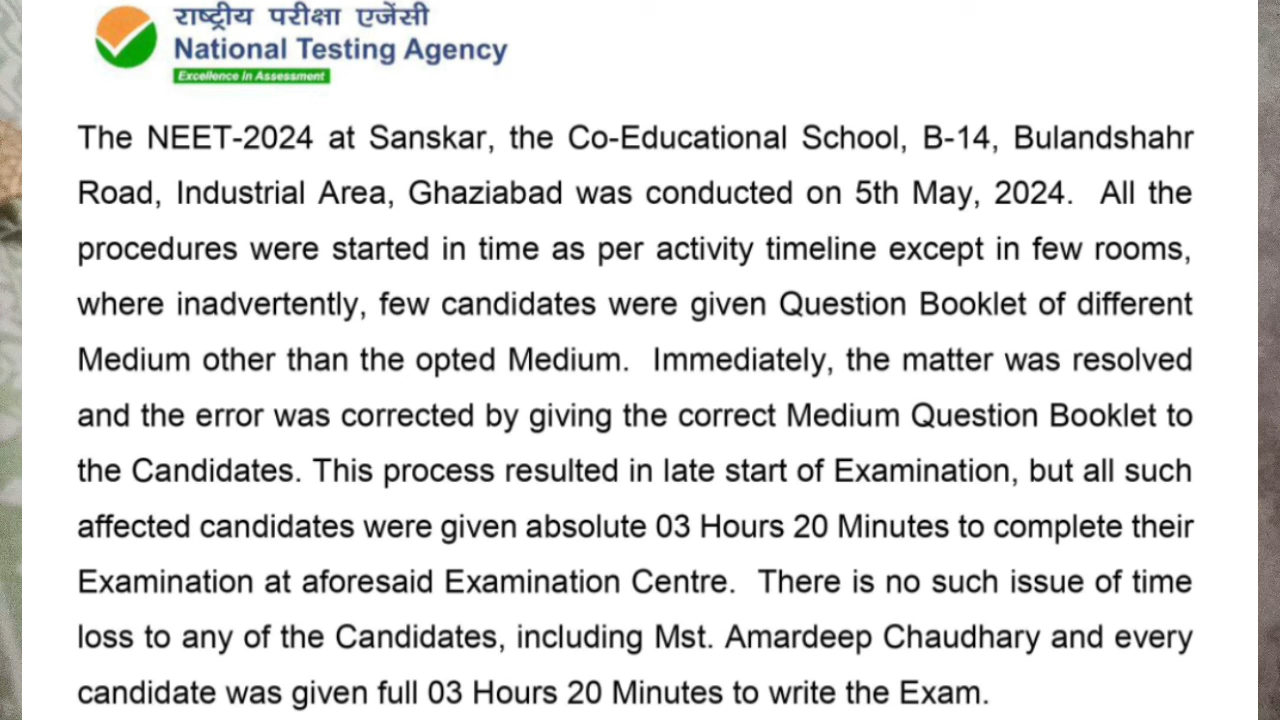 राष्ट्रीय परीक्षा एजेंसी
National Testing Agency
Excellence in Assessment
The NEET-2024 at Sanskar, the Co-Educational School, B-14, Bulandshahr
Road, Industrial Area, Ghaziabad was conducted on 5th May, 2024. All the
procedures were started in time as per activity timeline except in few rooms,
where inadvertently, few candidates were given Question Booklet of different
Medium other than the opted Medium. Immediately, the matter was resolved
and the error was corrected by giving the correct Medium Question Booklet to
the Candidates. This process resulted in late start of Examination, but all such
affected candidates were given absolute 03 Hours 20 Minutes to complete their
Examination at aforesaid Examination Centre. There is no such issue of time
loss to any of the Candidates, including Mst. Amardeep Chaudhary and every
candidate was given full 03 Hours 20 Minutes to write the Exam.